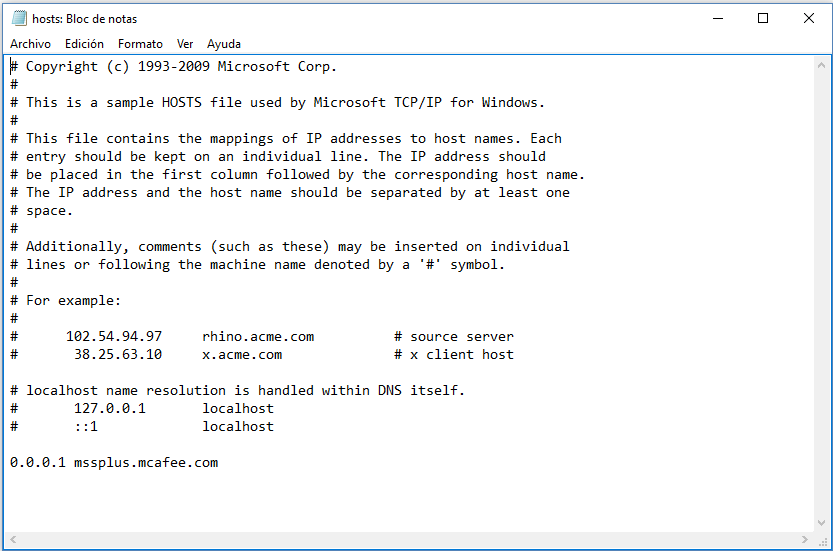 hosts: Bloc de notas
Archivo Edición Formato Ver Ayuda
# Copyright (c) 1993-2009 Microsoft Corp.
#
# This is a sample HOSTS file used by Microsoft TCP/IP for Windows.
#
# This file contains the mappings of IP addresses to host names. Each
# entry should be kept on an individual line. The IP address should
# be placed in the first column followed by the corresponding host name.
# The IP address and the host name should be separated by at least one
# space.
#
# Additionally, comments (such as these) may be inserted on individual
# lines or following the machine name denoted by a '#' symbol.
#
# For example:
#
#      102.54.94.97     rhino.acme.com          # source server
#       38.25.63.10     x.acme.com              # x client host

# localhost name resolution is handled within DNS itself.
#       127.0.0.1       localhost
#       ::1             localhost

0.0.0.1 mssplus.mcafee.com